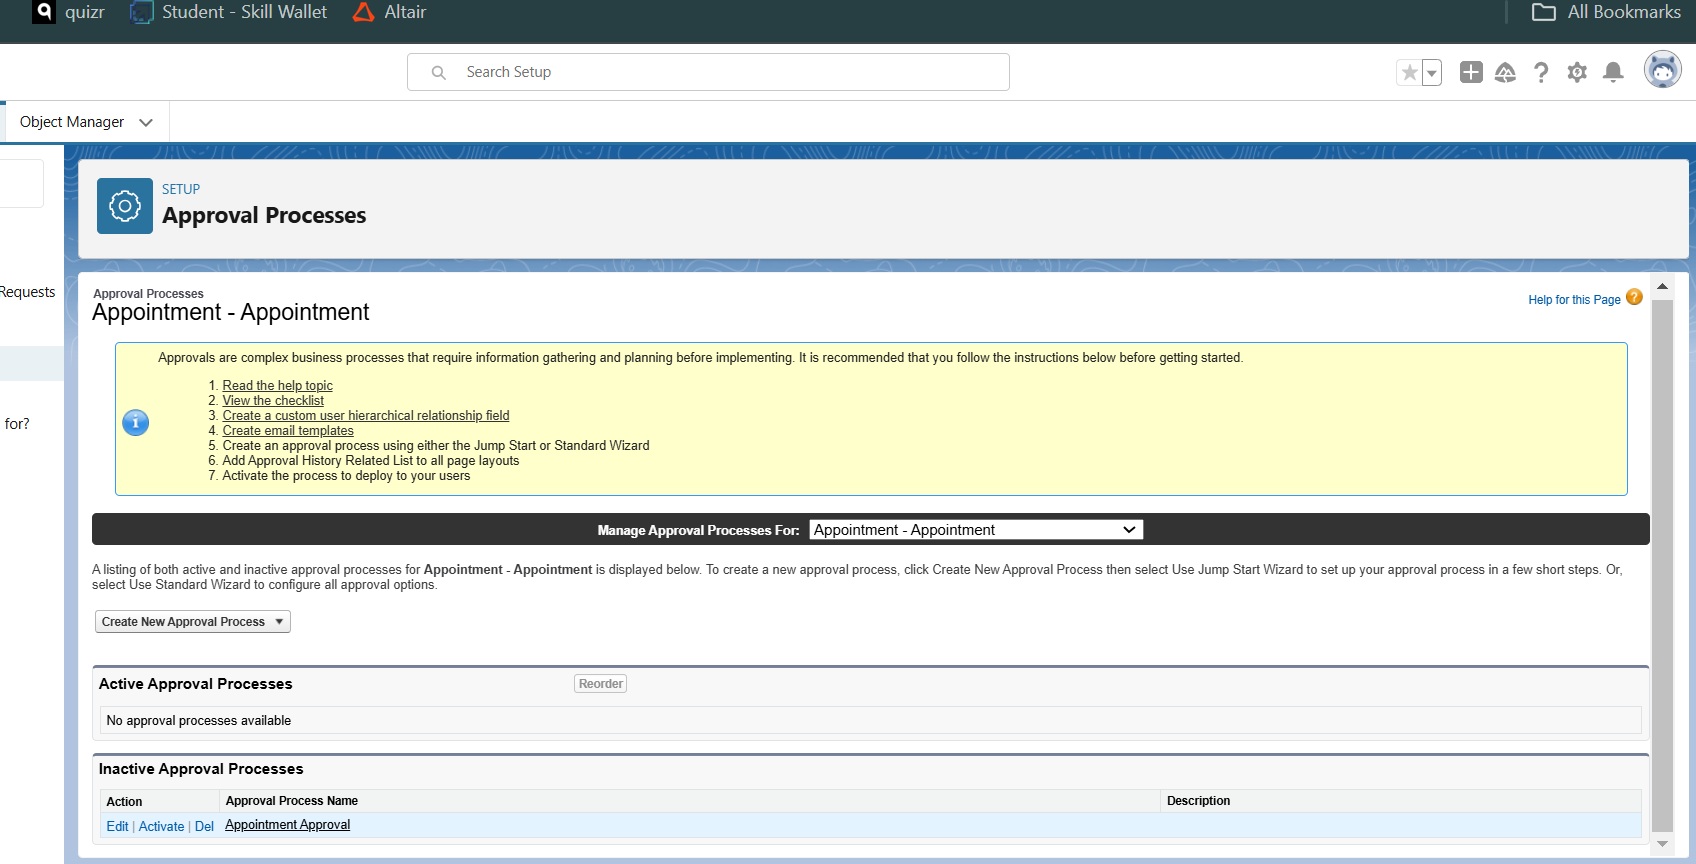 quizr
Student - Skill Wallet
Altair
All Bookmarks
Search Setup
Object Manager
SETUP
Approval Processes
Requests
for?
Approval Processes
Appointment - Appointment
Help for this Page
Approvals are complex business processes that require information gathering and planning before implementing. It is recommended that you follow the instructions below before getting started.
1. Read the help topic
2. View the checklist
3. Create a custom user hierarchical relationship field
4. Create email templates
5. Create an approval process using either the Jump Start or Standard Wizard
6. Add Approval History Related List to all page layouts
7. Activate the process to deploy to your users
Manage Approval Processes For: Appointment - Appointment
A listing of both active and inactive approval processes for Appointment - Appointment is displayed below. To create a new approval process, click Create New Approval Process then select Use Jump Start Wizard to set up your approval process in a few short steps. Or,
select Use Standard Wizard to configure all approval options.
Create New Approval Process
Active Approval Processes Reorder
No approval processes available
Inactive Approval Processes
Action Approval Process Name Description
Edit | Activate | Del Appointment Approval